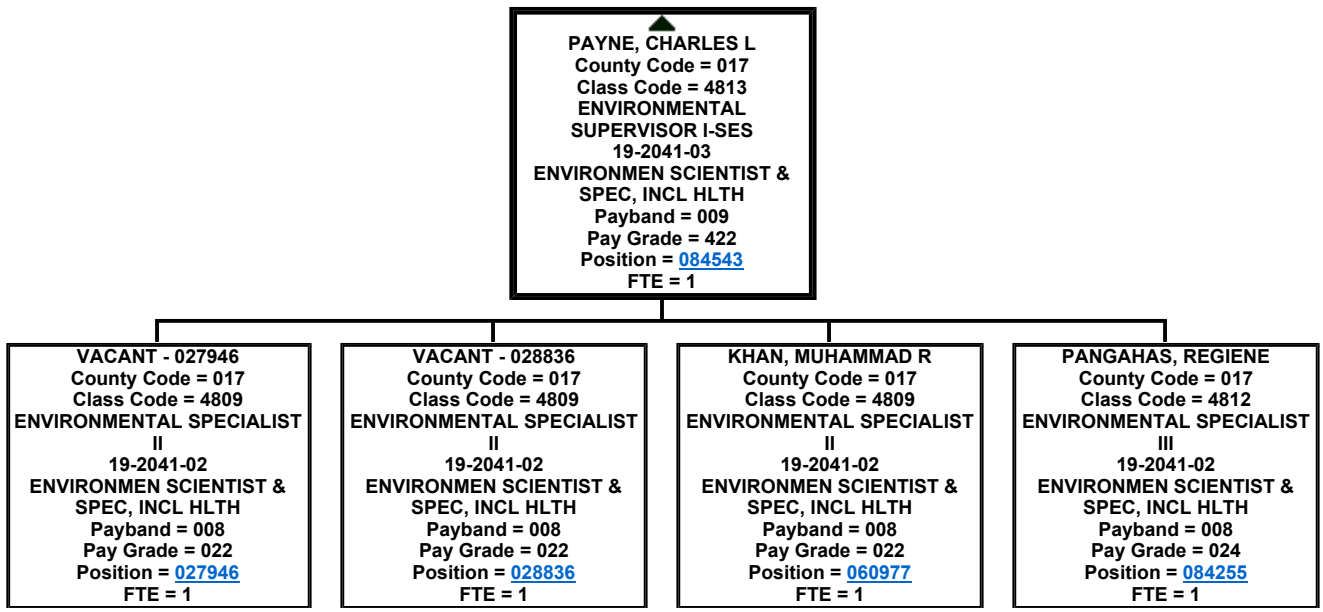 PAYNE, CHARLES L
County Code = 017
Class Code = 4813
ENVIRONMENTAL
SUPERVISOR I-SES
19-2041-03
ENVIRONMEN SCIENTIST &
SPEC, INCL HLTH
Payband = 009
Pay Grade = 422
Position = 084543
FTE = 1
VACANT - 027946
County Code = 017
Class Code = 4809
ENVIRONMENTAL SPECIALIST
II
19-2041-02
ENVIRONMEN SCIENTIST &
SPEC, INCL HLTH
Payband = 008
Pay Grade = 022
Position = 027946
FTE = 1
VACANT - 028836
County Code = 017
Class Code = 4809
ENVIRONMENTAL SPECIALIST
II
19-2041-02
ENVIRONMEN SCIENTIST &
SPEC, INCL HLTH
Payband = 008
Pay Grade = 022
Position = 028836
FTE = 1
KHAN, MUHAMMAD R
County Code = 017
Class Code = 4809
ENVIRONMENTAL SPECIALIST
II
19-2041-02
ENVIRONMEN SCIENTIST &
SPEC, INCL HLTH
Payband = 008
Pay Grade = 022
Position = 060977
FTE = 1
PANGAHAS, REGIENE
County Code = 017
Class Code = 4812
ENVIRONMENTAL SPECIALIST
III
19-2041-02
ENVIRONMEN SCIENTIST &
SPEC, INCL HLTH
Payband = 008
Pay Grade = 024
Position = 084255
FTE = 1